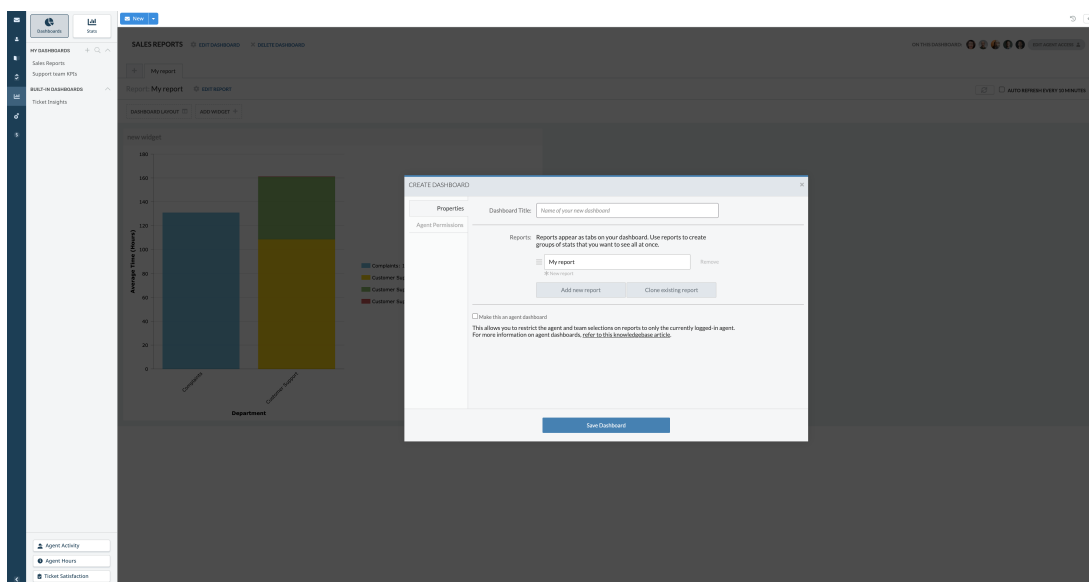 Dashboards
Stats
New
MY DASHBOARDS
Sales Reports
Support team KPIs
BUILT-IN DASHBOARDS
Ticket Insights
SALES REPORTS
EDIT DASHBOARD
DELETE DASHBOARD
ON THIS DASHBOARD:
My report
Report: My report
EDIT REPORT
AUTO REFRESH EVERY 10 MINUTES
DASHBOARD LAYOUT
ADD WIDGET
new widget
180
160
140
120
100
80
60
40
20
0
Average Time (Hours)
Complaints
Customer Support
Department
Complaints:
Customer Sup
Customer Sup
Customer Sup
CREATE DASHBOARD
×
Properties
Agent Permissions
Dashboard Title:
Name of your new dashboard
Reports:
Reports appear as tabs on your dashboard. Use reports to create
groups of stats that you want to see all at once.
My report
Remove
New report
Add new report
Clone existing report
Make this an agent dashboard
This allows you to restrict the agent and team selections on reports to only the currently logged-in agent.
For more information on agent dashboards, refer to this knowledgebase article.
Save Dashboard
Agent Activity
Agent Hours
Ticket Satisfaction